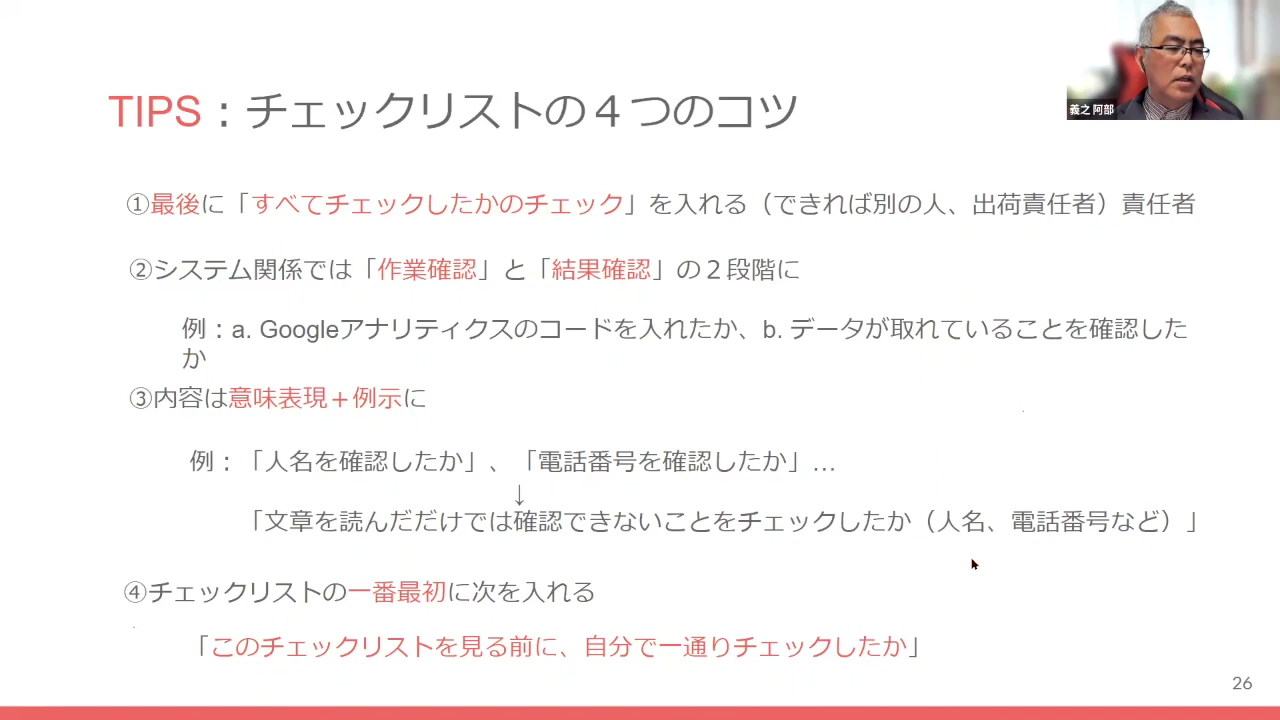 義之 阿部
TIPS：チェックリストの４つのコツ
①最後に「すべてチェックしたかのチェック」を入れる（できれば別の人、出荷責任者）責任者
②システム関係では「作業確認」と「結果確認」の２段階に
例：a. Googleアナリティクスのコードを入れたか、b. データが取れていることを確認した
か
③内容は意味表現＋例示に
例：「人名を確認したか」、「電話番号を確認したか」…
↓
「文章を読んだだけでは確認できないことをチェックしたか（人名、電話番号など）」
④チェックリストの一番最初に次を入れる
「このチェックリストを見る前に、自分で一通りチェックしたか」
26